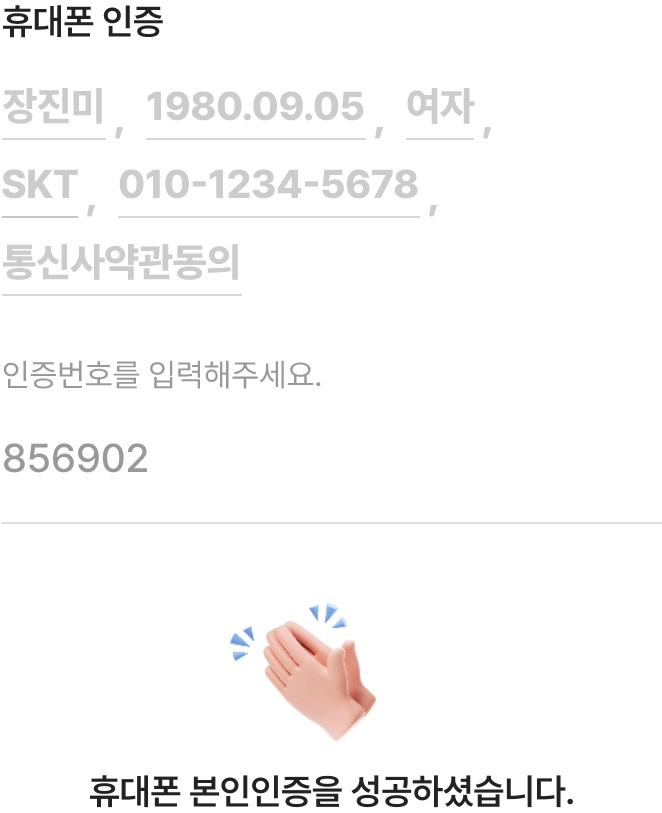 휴대폰 인증
장진미 , 1980.09.05 , 여자 ,
SKT , 010-1234-5678 ,
통신사약관동의
인증번호를 입력해주세요.
856902
휴대폰 본인인증을 성공하셨습니다.